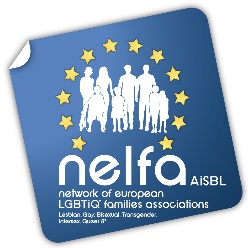 nelfa AiSBL
network of european
LGBTiQ* families associations
Lesbian, Gay, Bisexual, Transgender,
Intersex, Queer &*